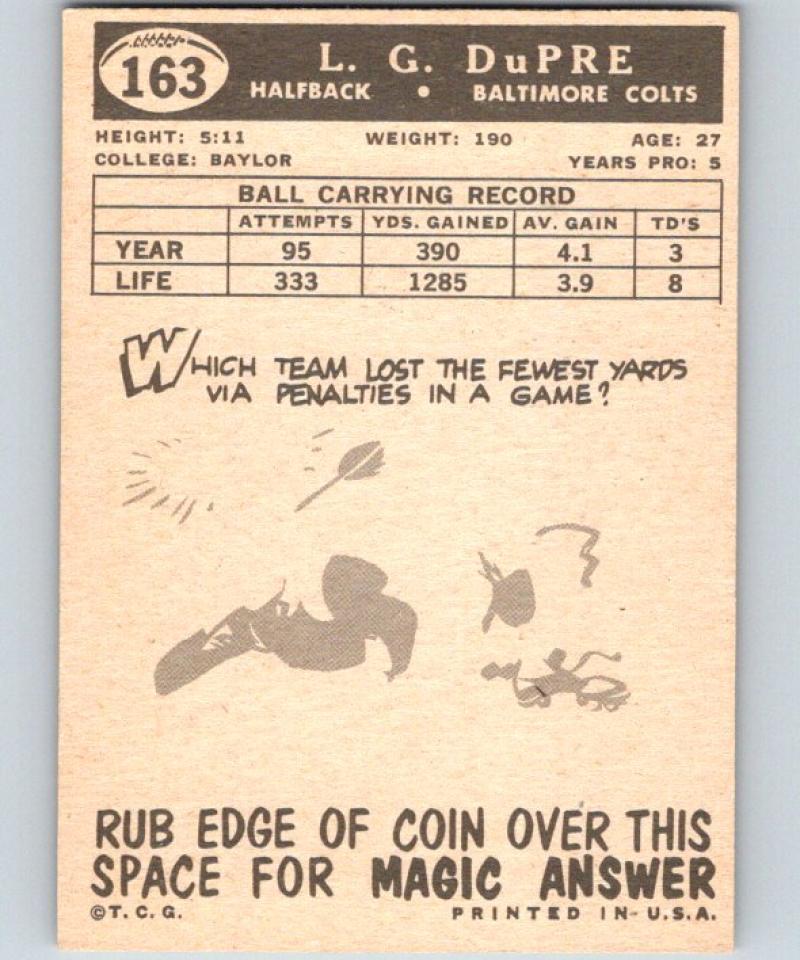 163
L. G. DuPRE
HALFBACK • BALTIMORE COLTS
HEIGHT: 5:11 WEIGHT: 190 AGE: 27
COLLEGE: BAYLOR YEARS PRO: 5
BALL CARRYING RECORD
ATTEMPTS YDS. GAINED AV. GAIN TD'S
YEAR 95 390 4.1 3
LIFE 333 1285 3.9 8
WHICH TEAM LOST THE FEWEST YARDS
VIA PENALTIES IN A GAME?
RUB EDGE OF COIN OVER THIS
SPACE FOR MAGIC ANSWER
©T. C. G. PRINTED IN U.S.A.